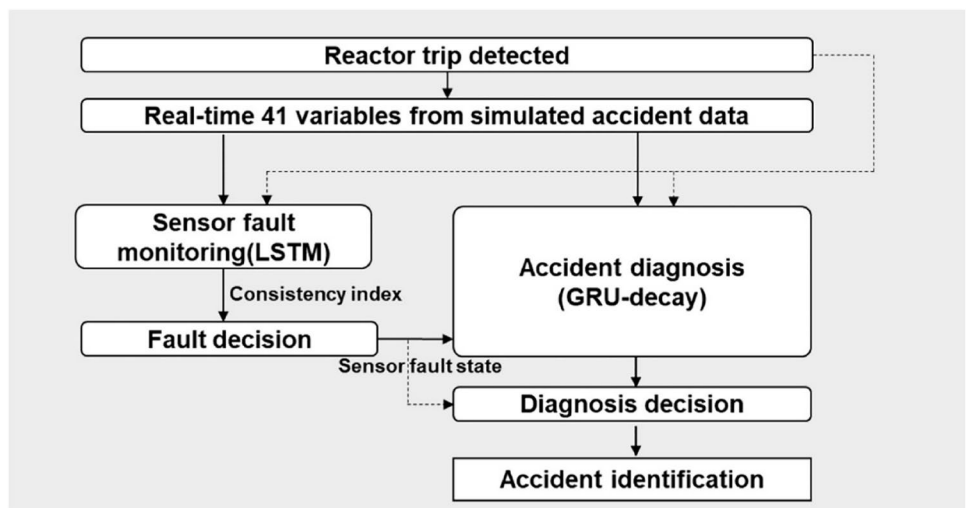 Reactor trip detected
Real-time 41 variables from simulated accident data
Sensor fault
monitoring(LSTM)
Accident diagnosis
(GRU-decay)
Consistency index
Fault decision
Sensor fault state
Diagnosis decision
Accident identification